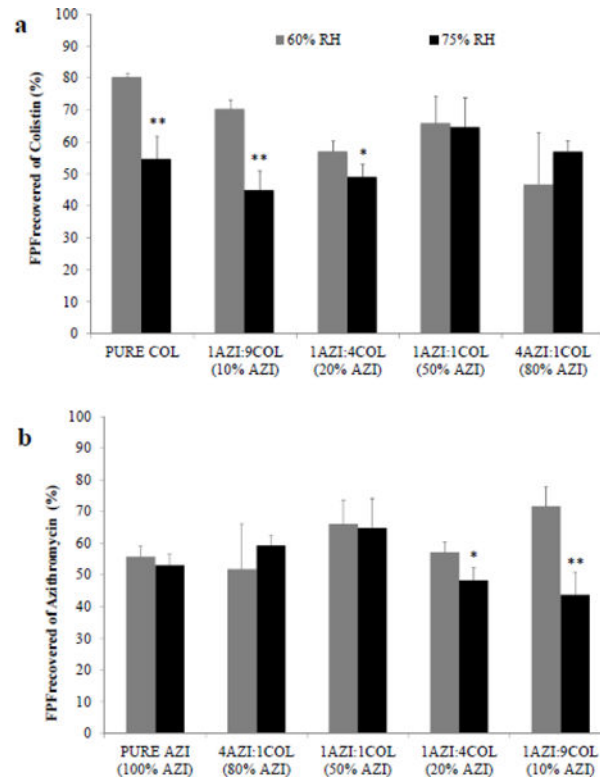 a
100
90
80
70
60
50
40
30
20
10
0
FPFrecovered of Colistin (%)
60% RH
75% RH
**
**
*
PURE COL
1AZI:9COL
(10% AZI)
1AZI:4COL
(20% AZI)
1AZI:1COL
(50% AZI)
4AZI:1COL
(80% AZI)
b
100
90
80
70
60
50
40
30
20
10
0
FPFrecovered of Azithromycin (%)
*
**
PURE AZI
(100% AZI)
4AZI:1COL
(80% AZI)
1AZI:1COL
(50% AZI)
1AZI:4COL
(20% AZI)
1AZI:9COL
(10% AZI)